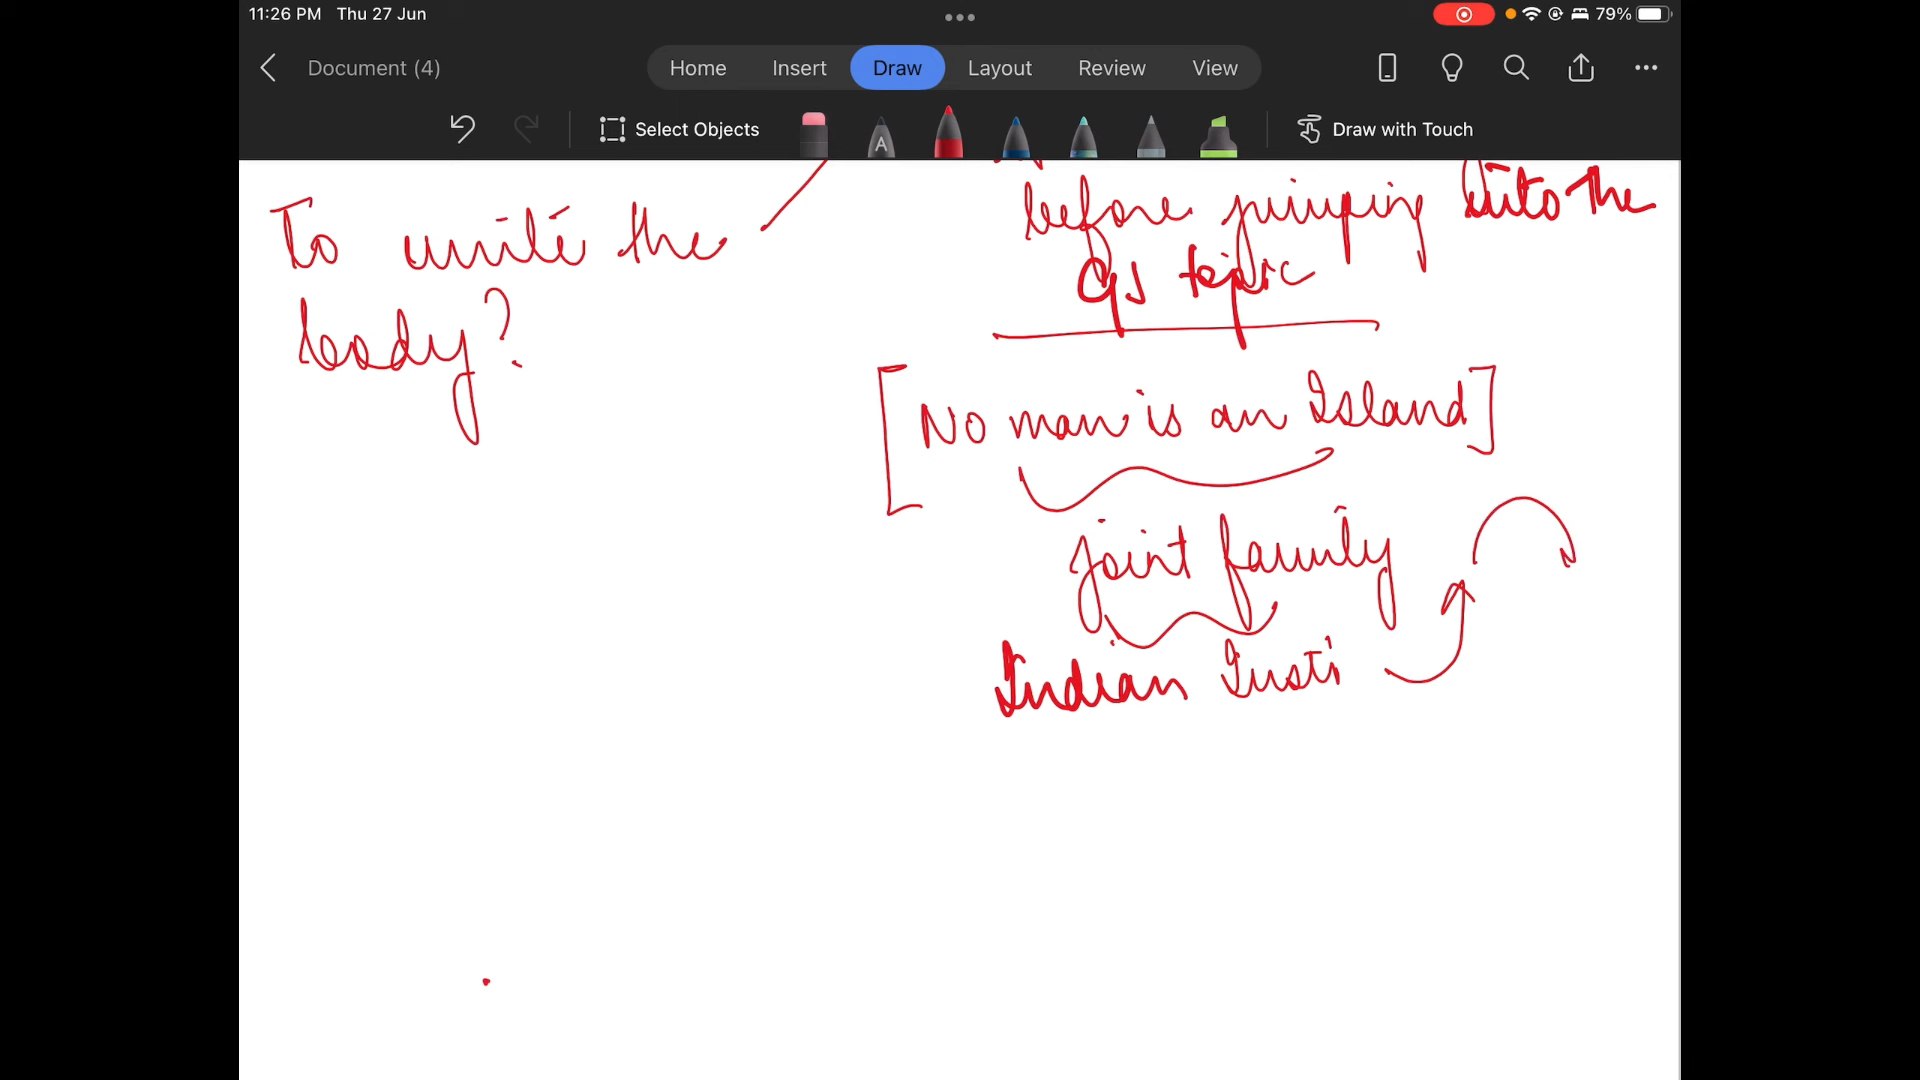 11:26 PM Thu 27 Jun
79%
Document (4)
Home Insert Draw Layout Review View
Select Objects
A
Draw with Touch
before jumping into the
GS topic
To write the
body?
[No man is an Island]
joint family
Indian Insti